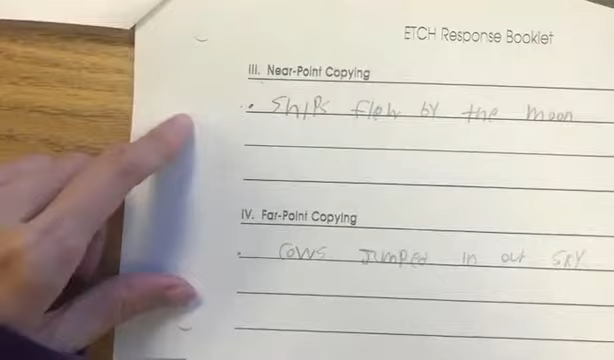 ETCH Response Booklet
III. Near-Point Copying
Ships flew by the moon
IV. Far-Point Copying
cows Jumped in our SKY